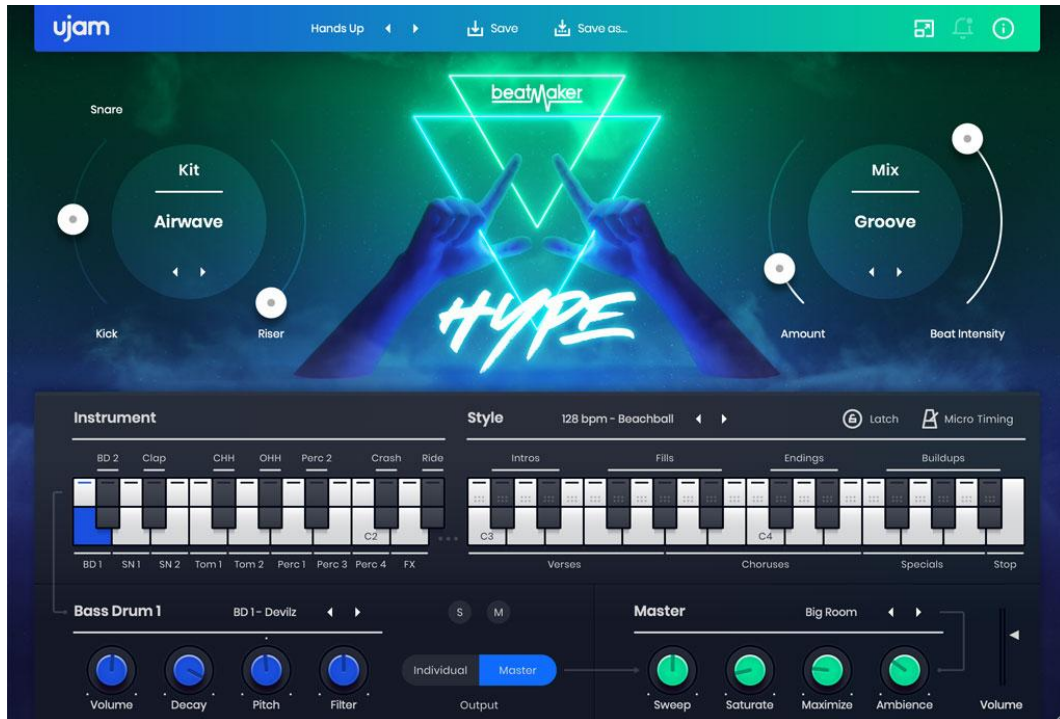 ujam Hands Up Save Save as...
beatMaker
Snare
Kit
Mix
Airwave
Groove
HYPE
Kick Riser
Amount Beat Intensity
Instrument
Style 128 bpm - Beachball Latch Micro Timing
BD 2 Clap CHH OHH Perc 2 Crash Ride
Intros Fills Endings Buildups
C2
C3 C4
BD 1 SN 1 SN 2 Tom 1 Tom 2 Perc 1 Perc 3 Perc 4 FX
Verses Choruses Specials Stop
Bass Drum 1 BD 1 - Devilz S M
Master Big Room
Individual Master
Volume Decay Pitch Filter Output
Sweep Saturate Maximize Ambience Volume